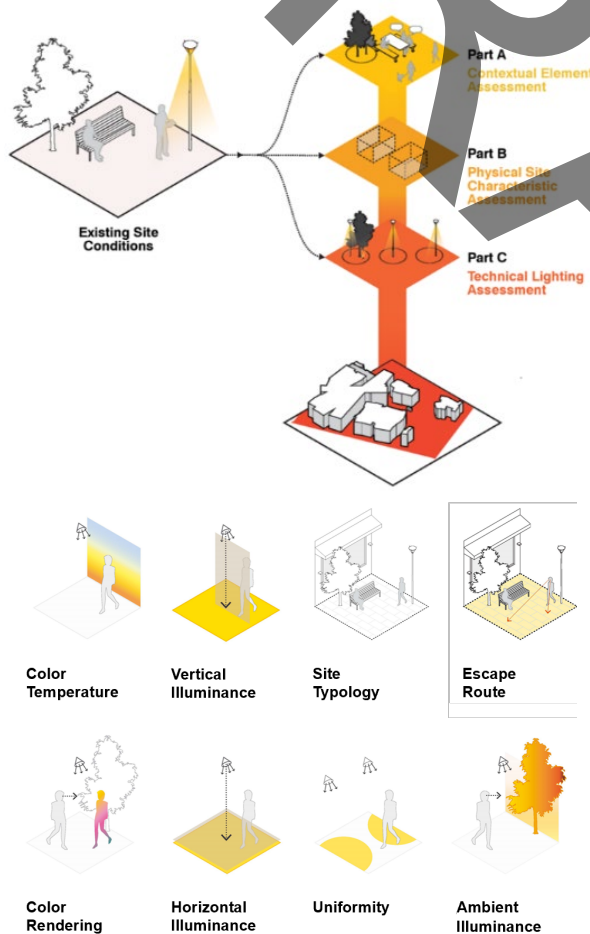 Part A
Contextual Element
Assessment
Part B
Physical Site
Characteristic
Assessment
Existing Site
Conditions
Part C
Technical Lighting
Assessment
Color
Temperature
Vertical
Illuminance
Site
Typology
Escape
Route
Color
Rendering
Horizontal
Illuminance
Uniformity
Ambient
Illuminance